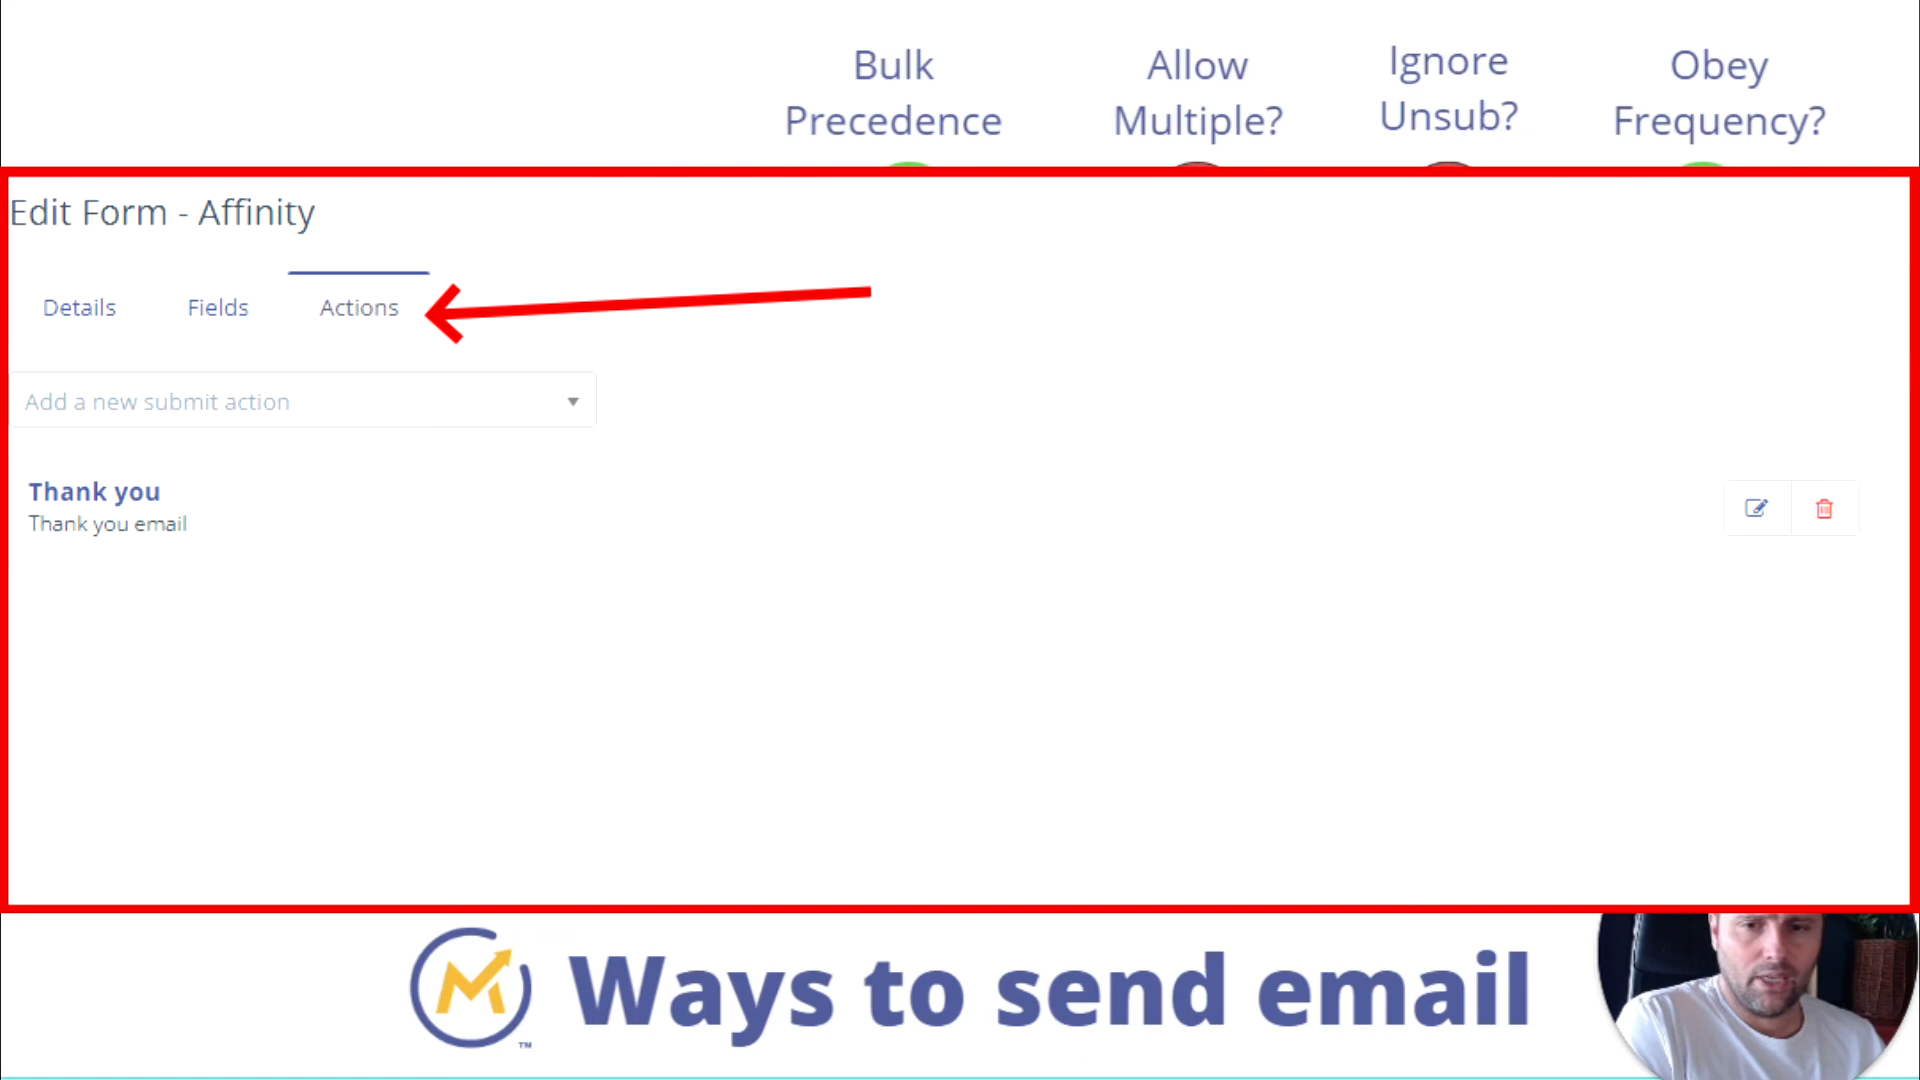 Bulk
Precedence
Allow
Multiple?
Ignore
Unsub?
Obey
Frequency?
Edit Form - Affinity
Details
Fields
Actions
Add a new submit action
Thank you
Thank you email
Ways to send email
TM